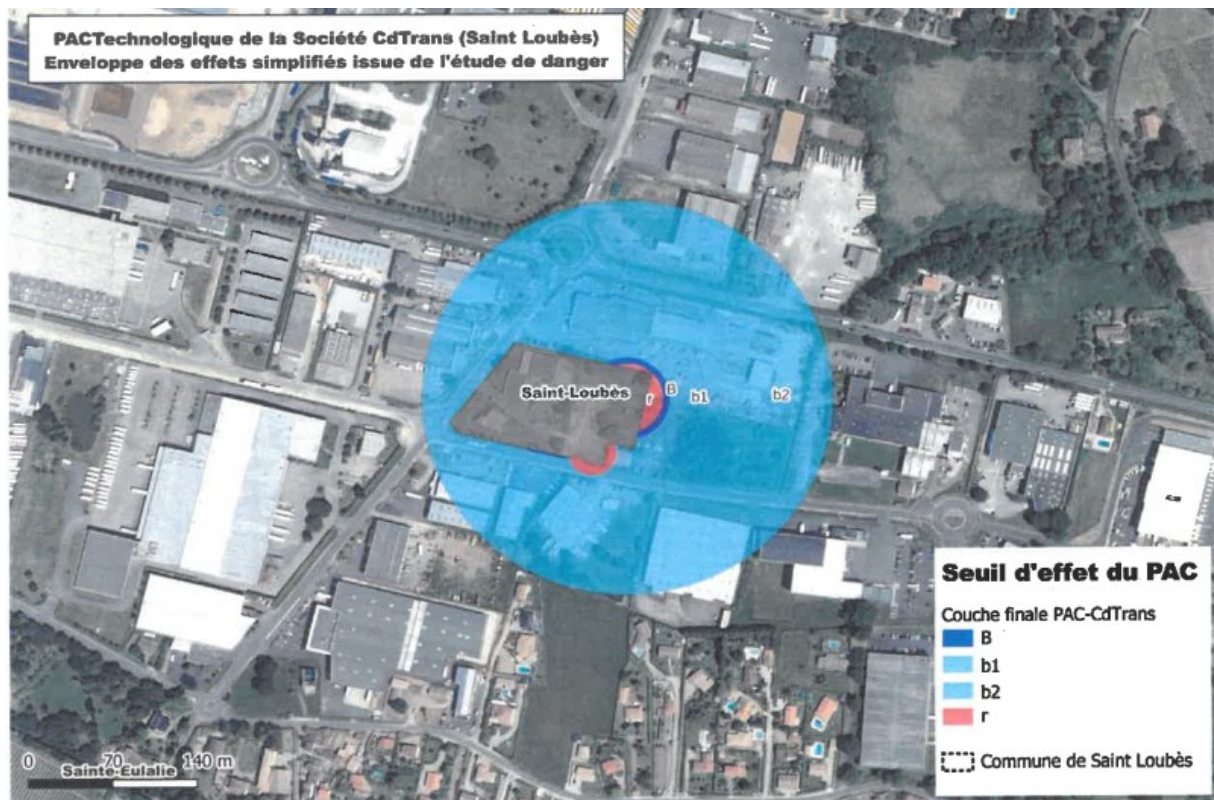 PACTechnologique de la Société CdTrans (Saint Loubès)
Enveloppe des effets simplifiés issue de l'étude de danger
Saint-Loubès
r
B
b1
b2
Seuil d'effet du PAC
Couche finale PAC-CdTrans
B
b1
b2
r
Commune de Saint Loubès
0 70 140 m
Sainte-Eulalie